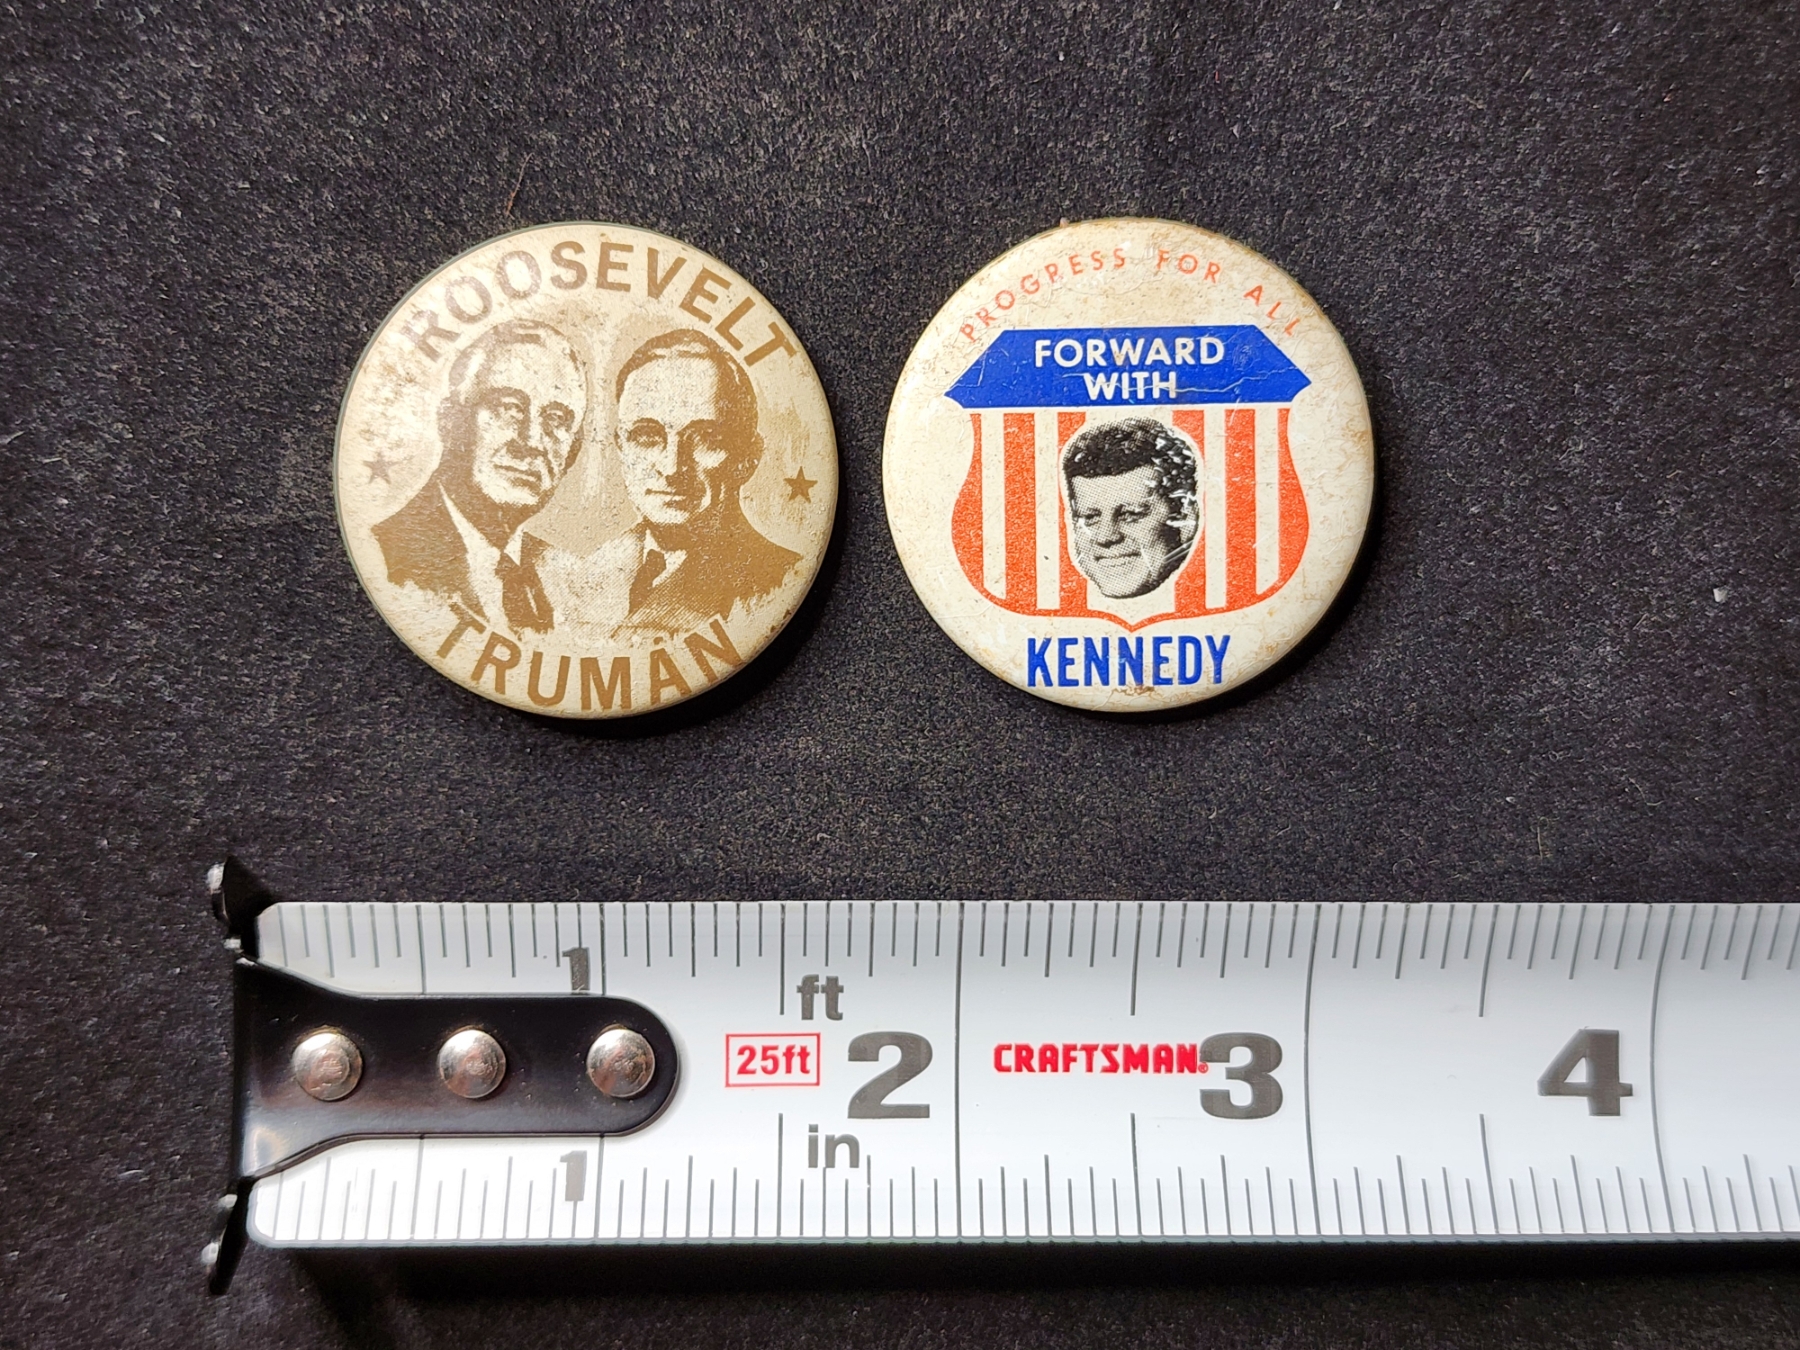 ROOSEVELT
TRUMAN
PROGRESS FOR ALL
FORWARD
WITH
KENNEDY
1
ft
25ft
2
CRAFTSMAN®
3
4
in
1